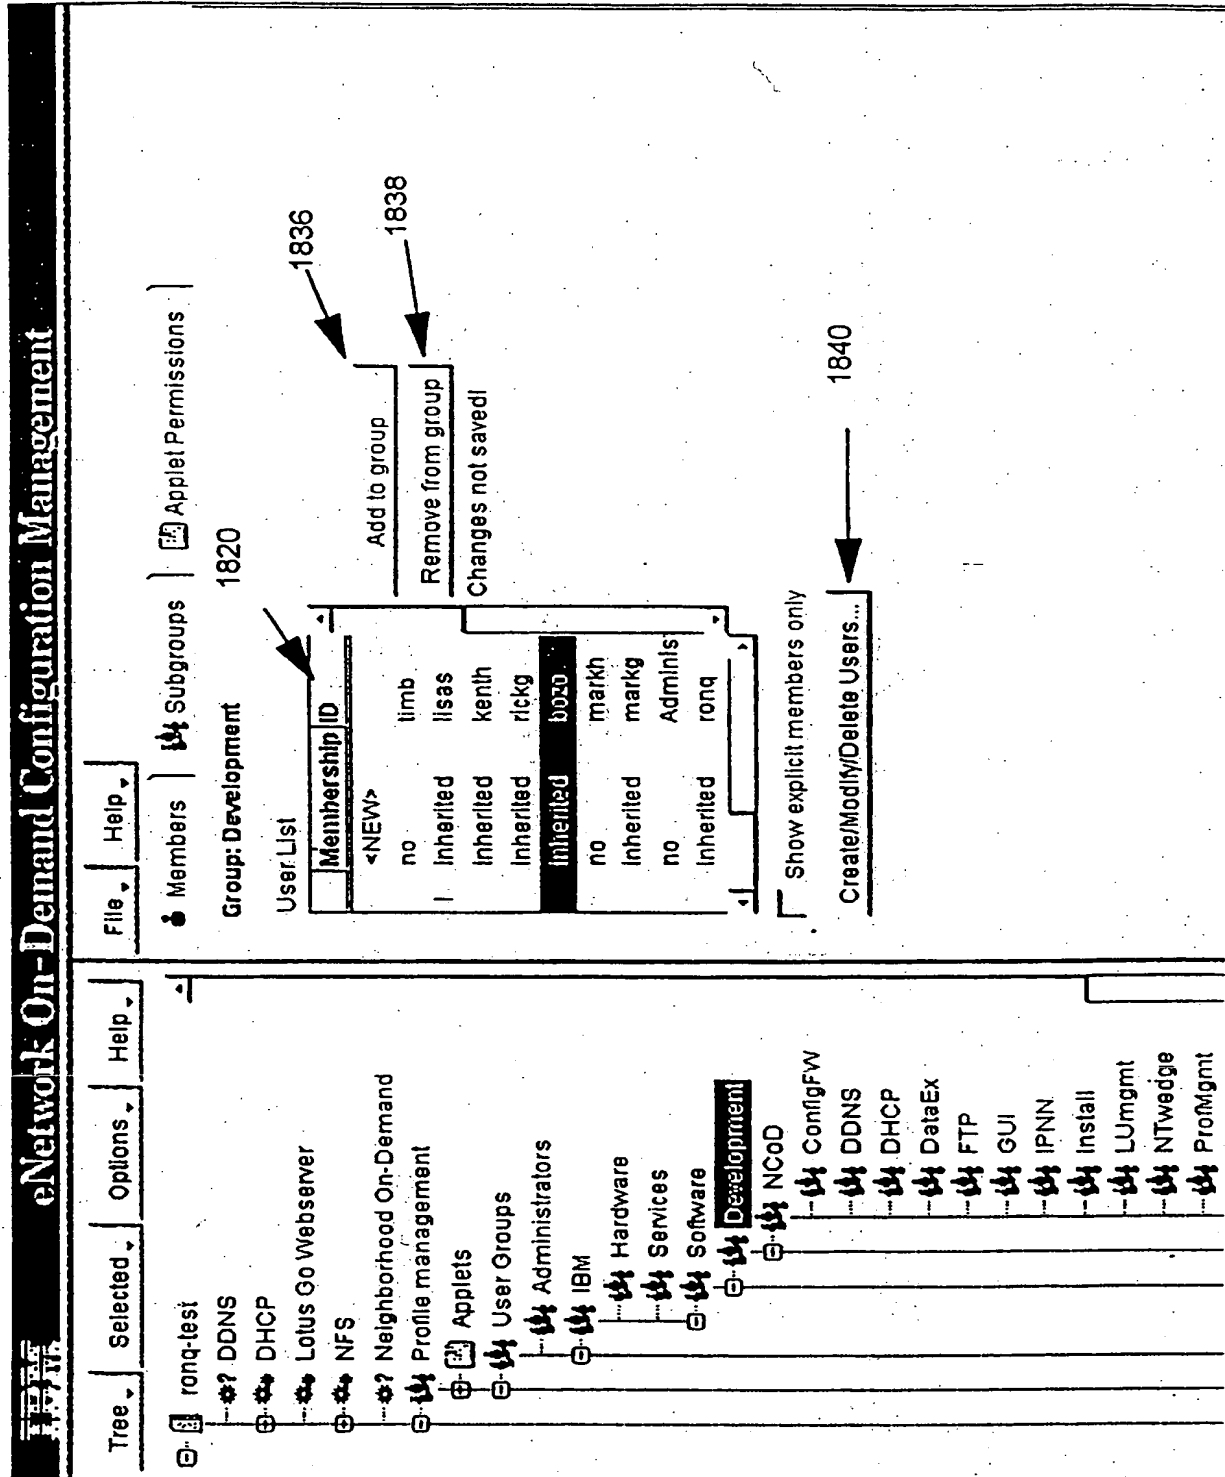 IBM eNetwork On-Demand Configuration Management
Tree Selected Options Help
ronq-test
DDNS
DHCP
Lotus Go Webserver
NFS
Neighborhood On-Demand
Profile management
Applets
User Groups
Administrators
IBM
Hardware
Services
Software
Development
NCoD
ConfigFW
DDNS
DHCP
DataEx
FTP
GUI
IPNN
Install
LUmgmt
NTwedge
ProfMgmt
File Help
Members Subgroups Applet Permissions
Group: Development
1820
User List
Membership ID
<NEW>
no timb
Inherited lisas
Inherited kenth
Inherited rickg
Inherited bozo
no markh
Inherited markg
no Adminis
Inherited ronq
Add to group
1836
Remove from group
1838
Changes not saved!
Show explicit members only
Create/Modify/Delete Users...
1840